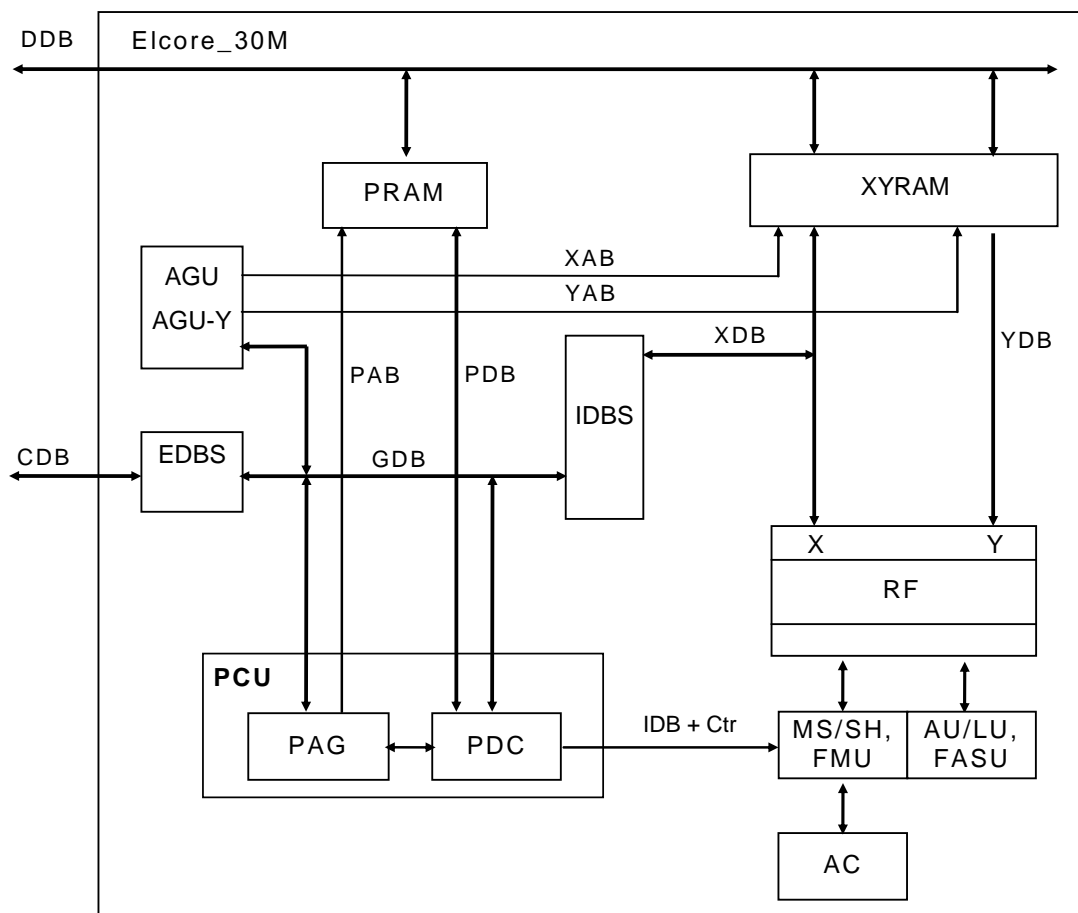 DDB
Elcore_30M
PRAM
XYRAM
AGU
AGU-Y
XAB
YAB
PAB
PDB
IDBS
XDB
YDB
CDB
EDBS
GDB
X
Y
RF
PCU
PAG
PDC
IDB + Ctr
MS/SH,
FMU
AU/LU,
FASU
AC